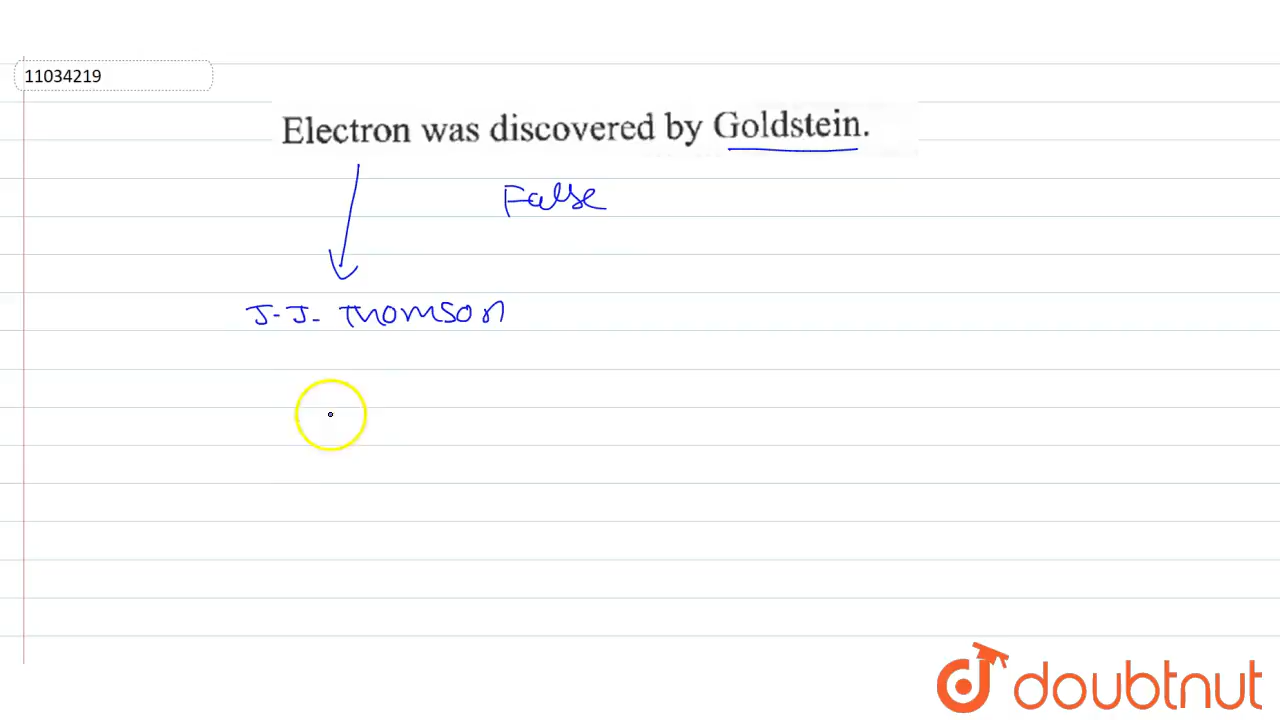 11034219
Electron was discovered by Goldstein.
False
J.J. Thomson
doubtnut